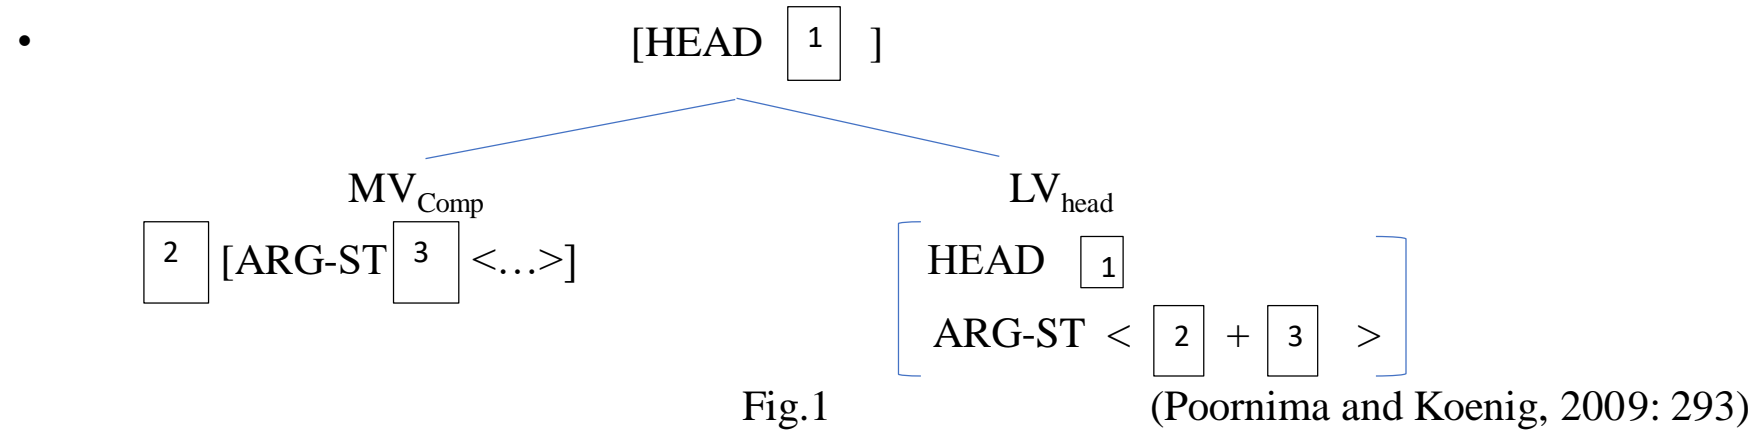 • [HEAD 1 ]
MV_Comp LV_head
2 [ARG-ST 3 <…>] HEAD 1
ARG-ST < 2 + 3 >
Fig.1 (Poornima and Koenig, 2009: 293)